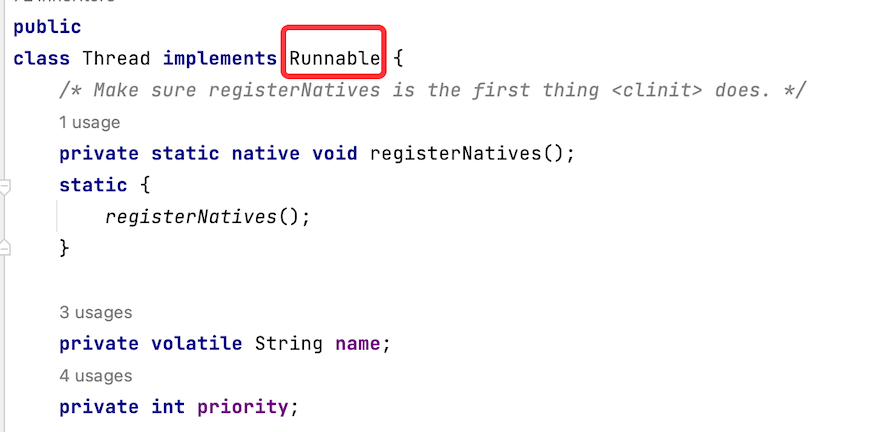 public
class Thread implements Runnable {
/* Make sure registerNatives is the first thing <clinit> does. */
1 usage
private static native void registerNatives();
static {
registerNatives();
}
3 usages
private volatile String name;
4 usages
private int priority;